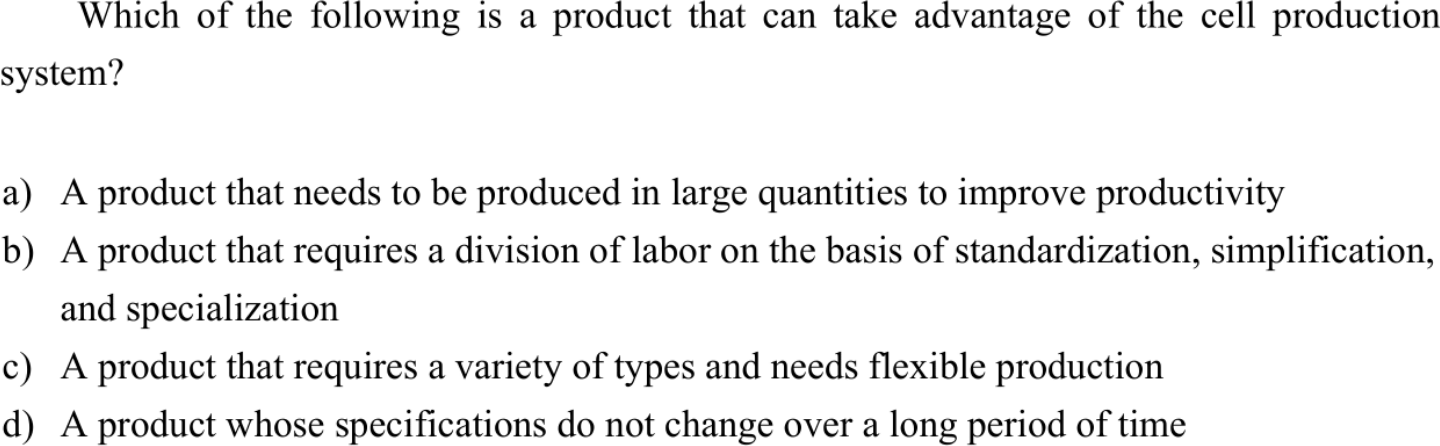 Which of the following is a product that can take advantage of the cell production
system?
a) A product that needs to be produced in large quantities to improve productivity
b) A product that requires a division of labor on the basis of standardization, simplification,
and specialization
c) A product that requires a variety of types and needs flexible production
d) A product whose specifications do not change over a long period of time